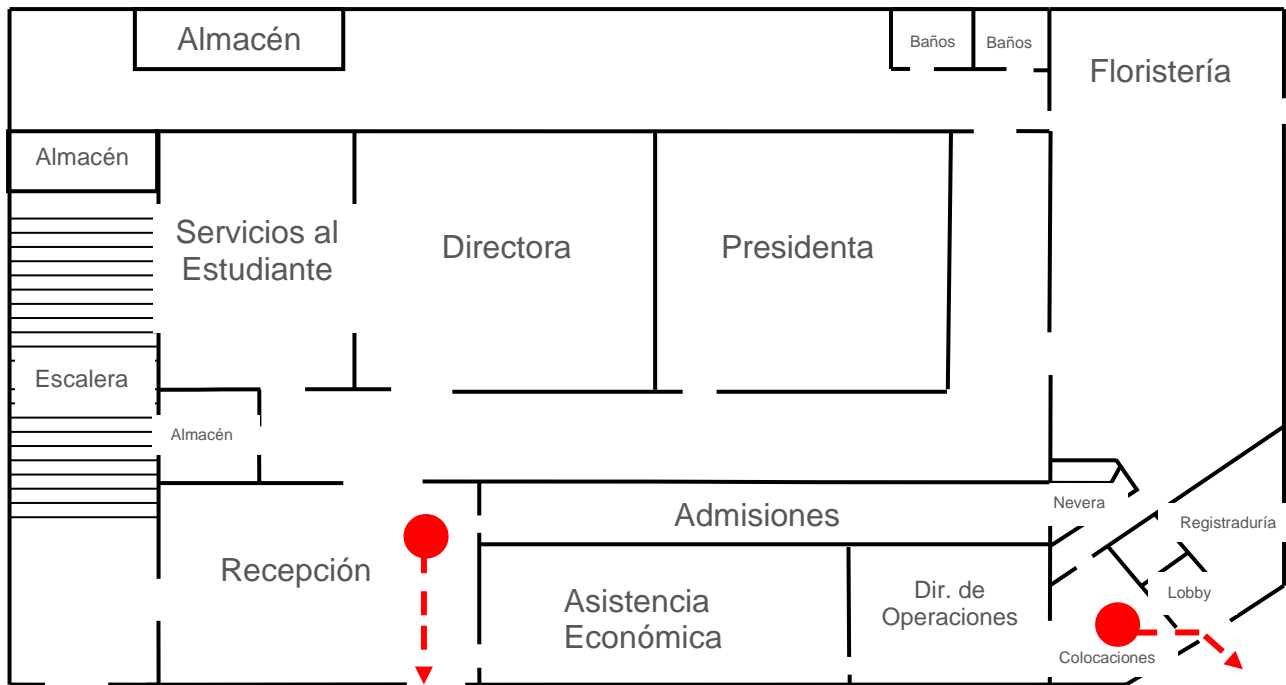 Almacén
Baños
Baños
Floristería
Almacén
Servicios al
Estudiante
Directora
Presidenta
Escalera
Almacén
Nevera
Admisiones
Registraduría
Recepción
Asistencia
Económica
Dir. de
Operaciones
Lobby
Colocaciones